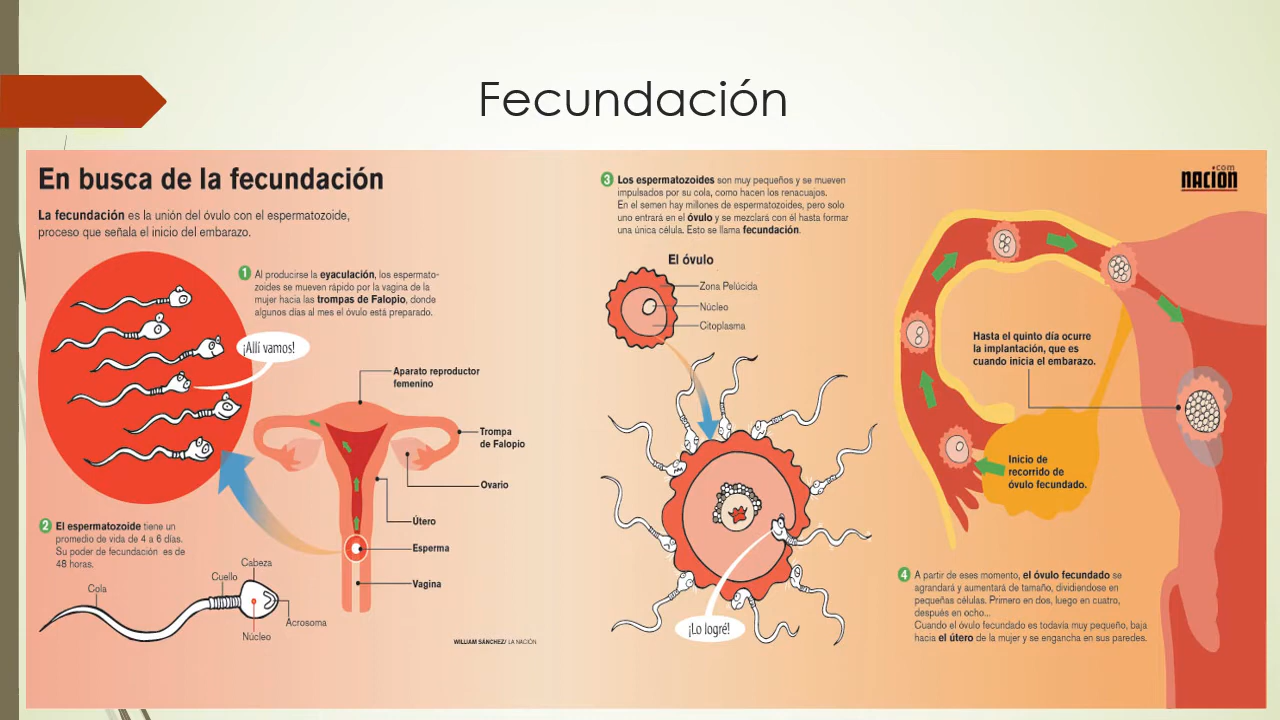 Fecundación
En busca de la fecundación
La fecundación es la unión del óvulo con el espermatozoide,
proceso que señala el inicio del embarazo.
1 Al producirse la eyaculación, los espermato-
zoides se mueven rápido por la vagina de la
mujer hacia las trompas de Falopio, donde
algunos días al mes el óvulo está preparado.
¡Allí vamos!
Aparato reproductor
femenino
Trompa
de Falopio
Ovario
Útero
Esperma
Vagina
2 El espermatozoide tiene un
promedio de vida de 4 a 6 días.
Su poder de fecundación es de
48 horas.
Cabeza
Cuello
Cola
Acrosoma
Núcleo
WILLIAM SÁNCHEZ/ LA NACIÓN
3 Los espermatozoides son muy pequeños y se mueven
impulsados por su cola, como hacen los renacuajos.
En el semen hay millones de espermatozoides, pero solo
uno entrará en el óvulo y se mezclará con él hasta formar
una única célula. Esto se llama fecundación.
El óvulo
Zona Pelúcida
Núcleo
Citoplasma
¡Lo logré!
.com
nacion
Hasta el quinto día ocurre
la implantación, que es
cuando inicia el embarazo.
Inicio de
recorrido de
óvulo fecundado.
4 A partir de eses momento, el óvulo fecundado se
agrandará y aumentará de tamaño, dividiendose en
pequeñas células. Primero en dos, luego en cuatro,
después en ocho...
Cuando el óvulo fecundado es todavía muy pequeño, baja
hacia el útero de la mujer y se engancha en sus paredes.